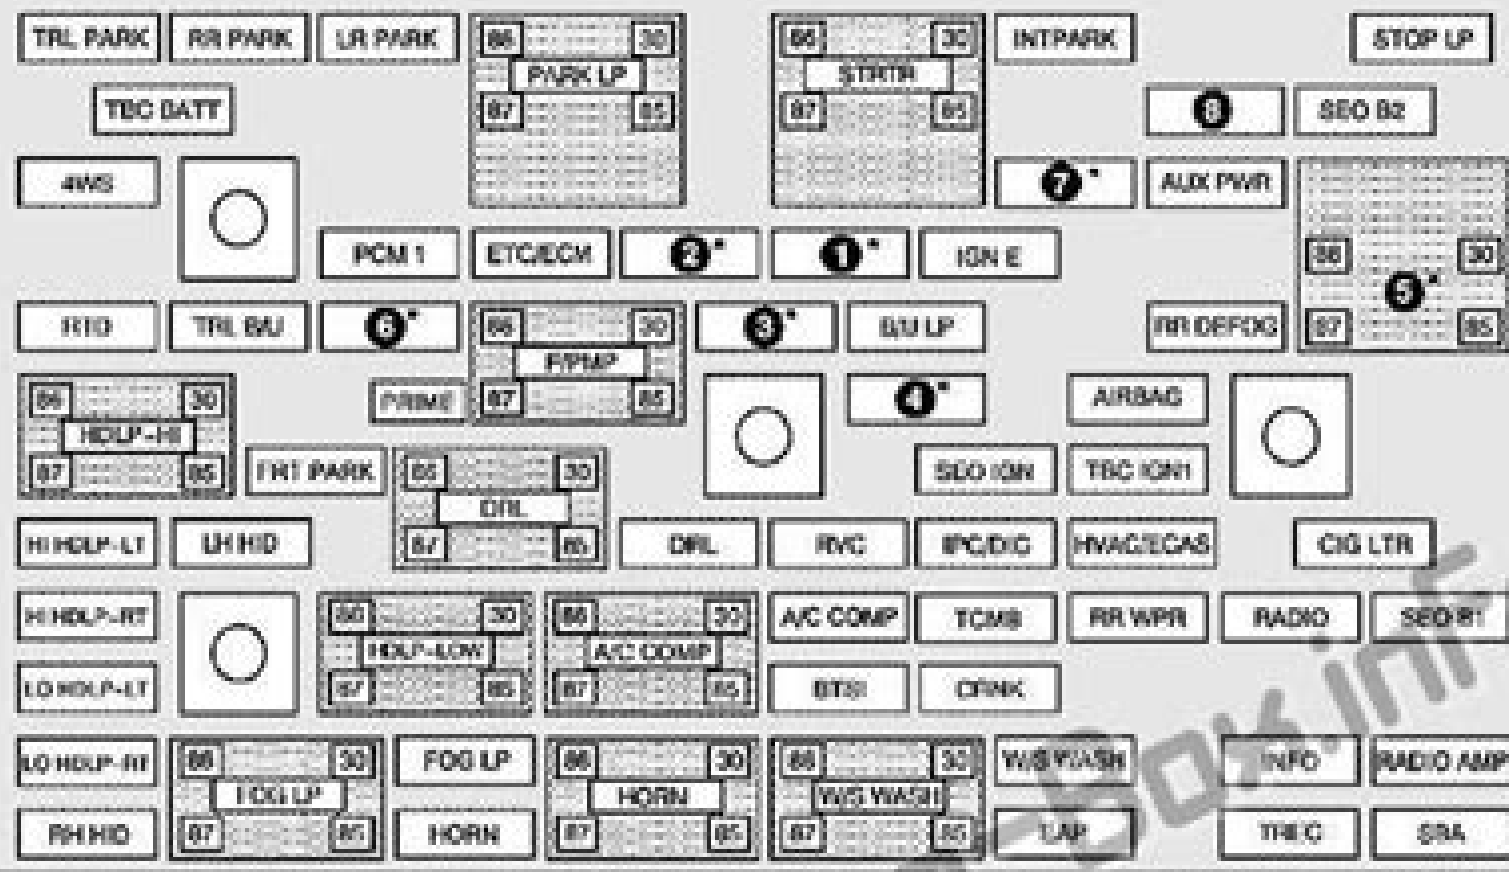 TRL PARK RR PARK LR PARK 86 30 86 30 INTPARK STOP LP
PARK LP STRTR
TBC BATT 87 85 87 85 8 SEO B2
4WS 7* AUX PWR
PCM 1 ETC/ECM 2* 1* IGN E 86 30
5*
RTD TRL B/U 6* 86 30 3* B/U LP RR DEFOG 87 85
F/PMP
86 30 PRIME 87 85 4* AIRBAG
HDLP-HI
87 85 FRT PARK 86 30 SEO IGN TBC IGN1
DRL
HI HDLP-LT LH HID 87 85 DRL RVC IPC/DIC HVAC/ECAS CIG LTR
HI HDLP-RT 86 30 86 30 A/C COMP TCMB RR WPR RADIO SEO B1
HDLP-LOW A/C COMP
LO HDLP-LT 87 85 87 85 BTSI CRNK
LO HDLP-RT 86 30 FOG LP 86 30 86 30 W/S WASH INFO RADIO AMP
FOG LP HORN W/S WASH
RH HID 87 85 HORN 87 85 87 85 EAP TREC SBA
-Box.inf